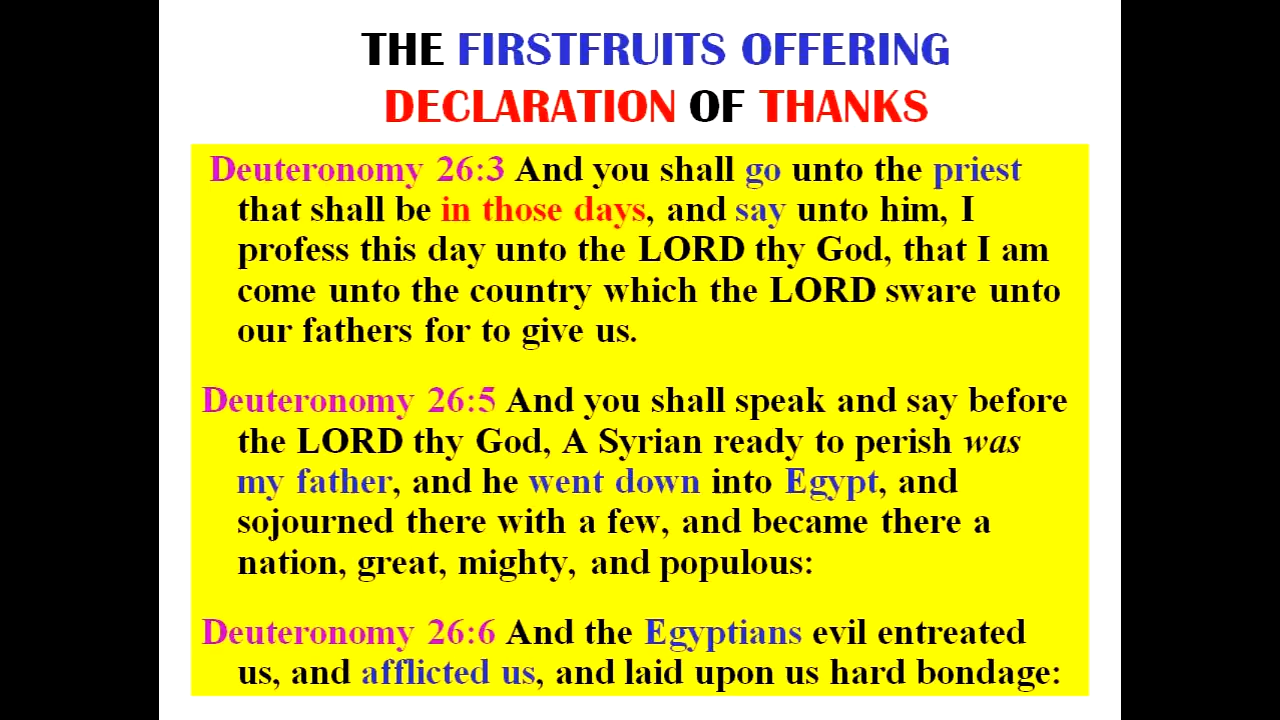 THE FIRSTFRUITS OFFERING
DECLARATION OF THANKS
Deuteronomy 26:3 And you shall go unto the priest
that shall be in those days, and say unto him, I
profess this day unto the LORD thy God, that I am
come unto the country which the LORD sware unto
our fathers for to give us.
Deuteronomy 26:5 And you shall speak and say before
the LORD thy God, A Syrian ready to perish was
my father, and he went down into Egypt, and
sojourned there with a few, and became there a
nation, great, mighty, and populous:
Deuteronomy 26:6 And the Egyptians evil entreated
us, and afflicted us, and laid upon us hard bondage: